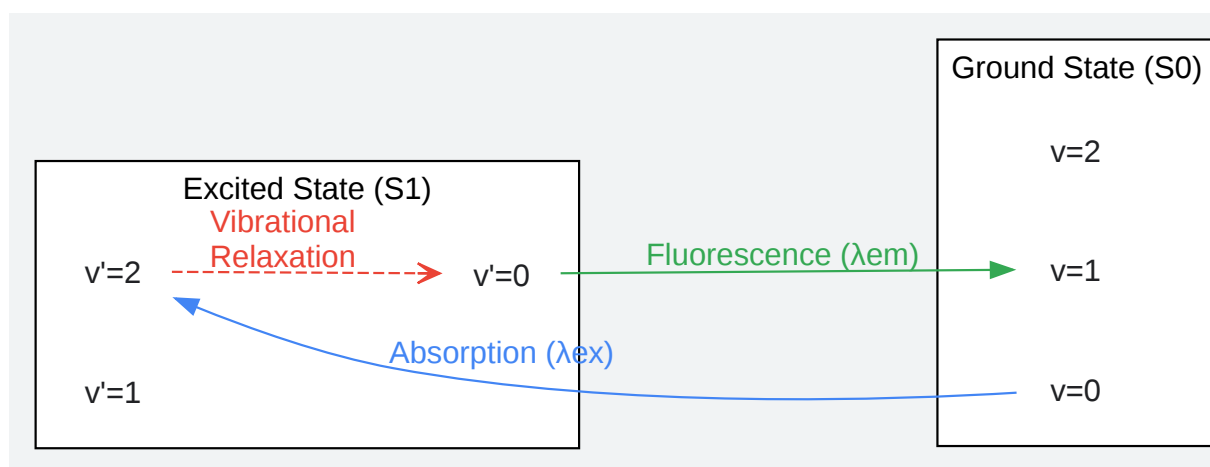 Ground State (S0)
v=2
Excited State (S1)
Vibrational
Relaxation
Fluorescence (λem)
v'=2
v'=0
v=1
Absorption (λex)
v'=1
v=0